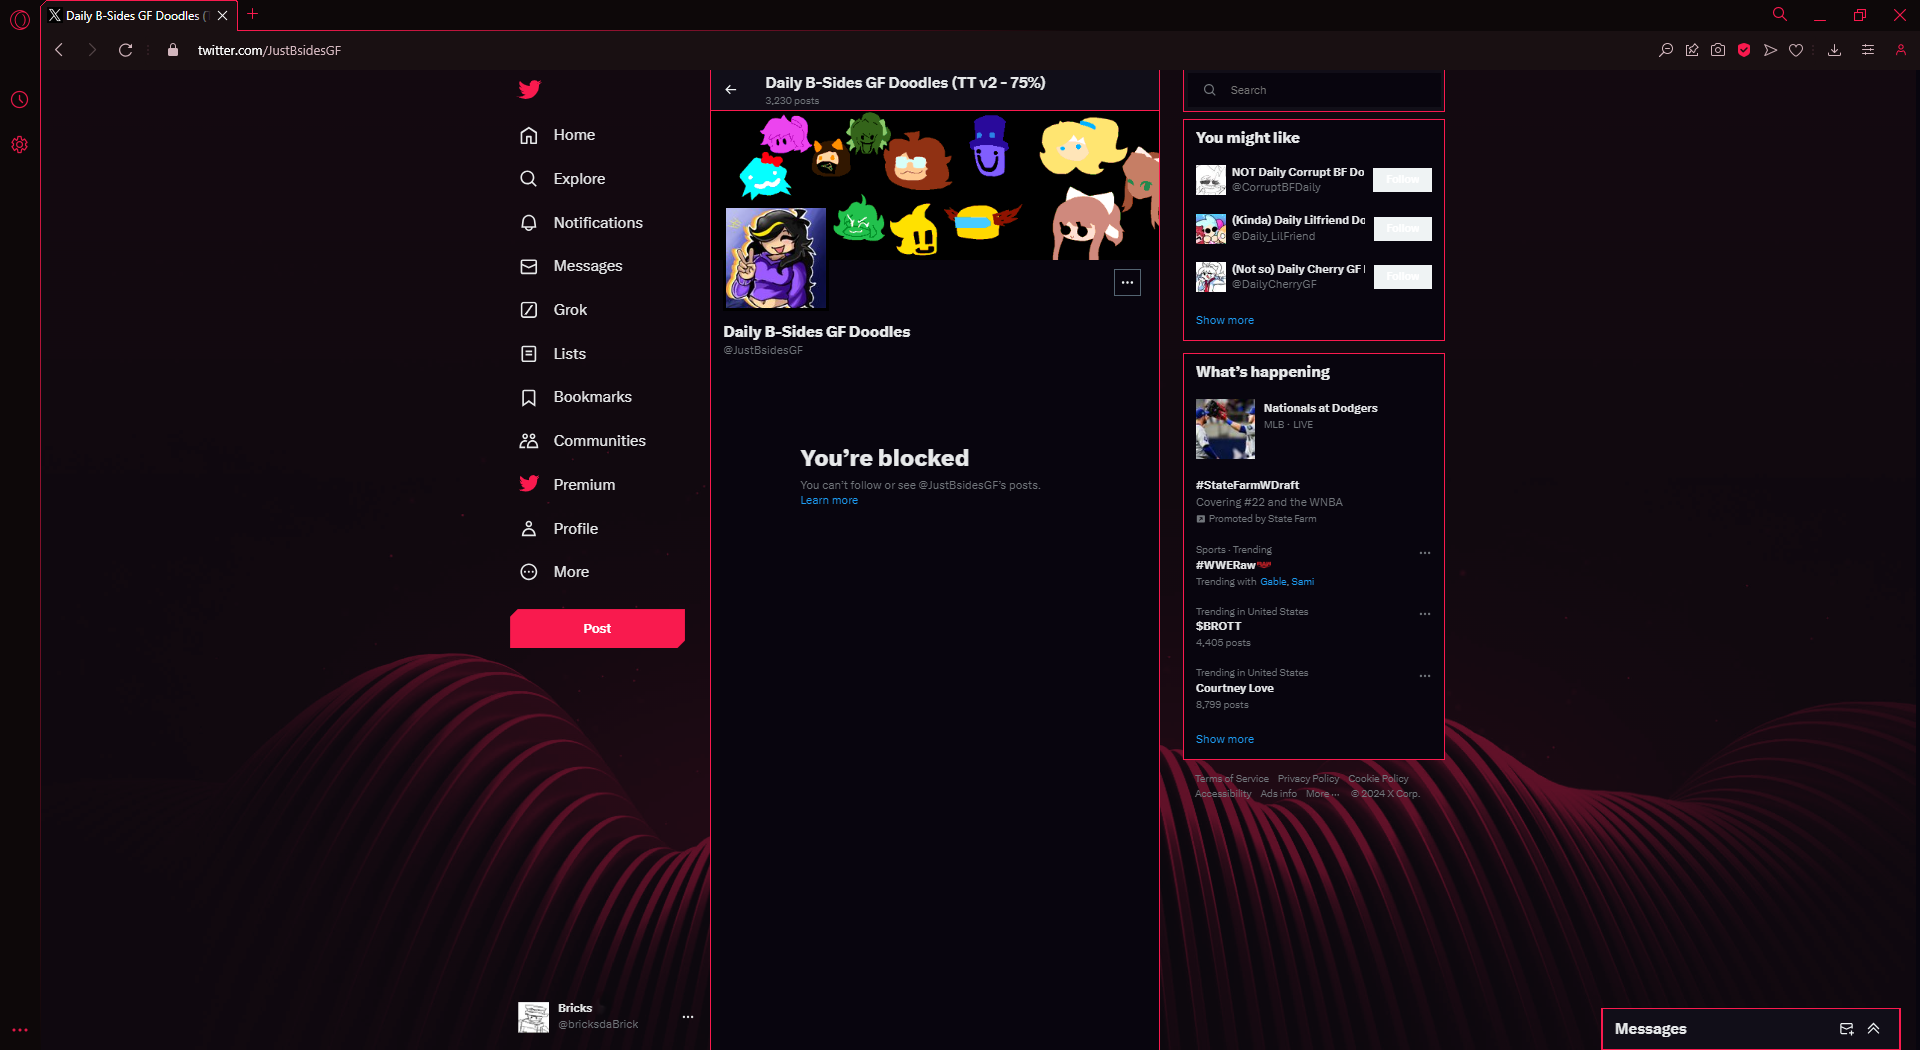 Daily B-Sides GF Doodles (
twitter.com/JustBsidesGF
Home
Explore
Notifications
Messages
Grok
Lists
Bookmarks
Communities
Premium
Profile
More
Post
Bricks
@bricksdaBrick
Daily B-Sides GF Doodles (TT v2 - 75%)
3,230 posts
Daily B-Sides GF Doodles
@JustBsidesGF
You're blocked
You can't follow or see @JustBsidesGF's posts.
Learn more
Search
You might like
NOT Daily Corrupt BF Do
@CorruptBFDaily
Follow
(Kinda) Daily Lilfriend Do
@Daily_LilFriend
Follow
(Not so) Daily Cherry GF
@DailyCherryGF
Follow
Show more
What's happening
Nationals at Dodgers
MLB · LIVE
#StateFarmWDraft
Covering #22 and the WNBA
Promoted by State Farm
Sports · Trending
#WWERaw
Trending with Gable, Sami
Trending in United States
$BROTT
4,405 posts
Trending in United States
Courtney Love
8,799 posts
Show more
Terms of Service Privacy Policy Cookie Policy
Accessibility Ads info More ··· © 2024 X Corp.
Messages